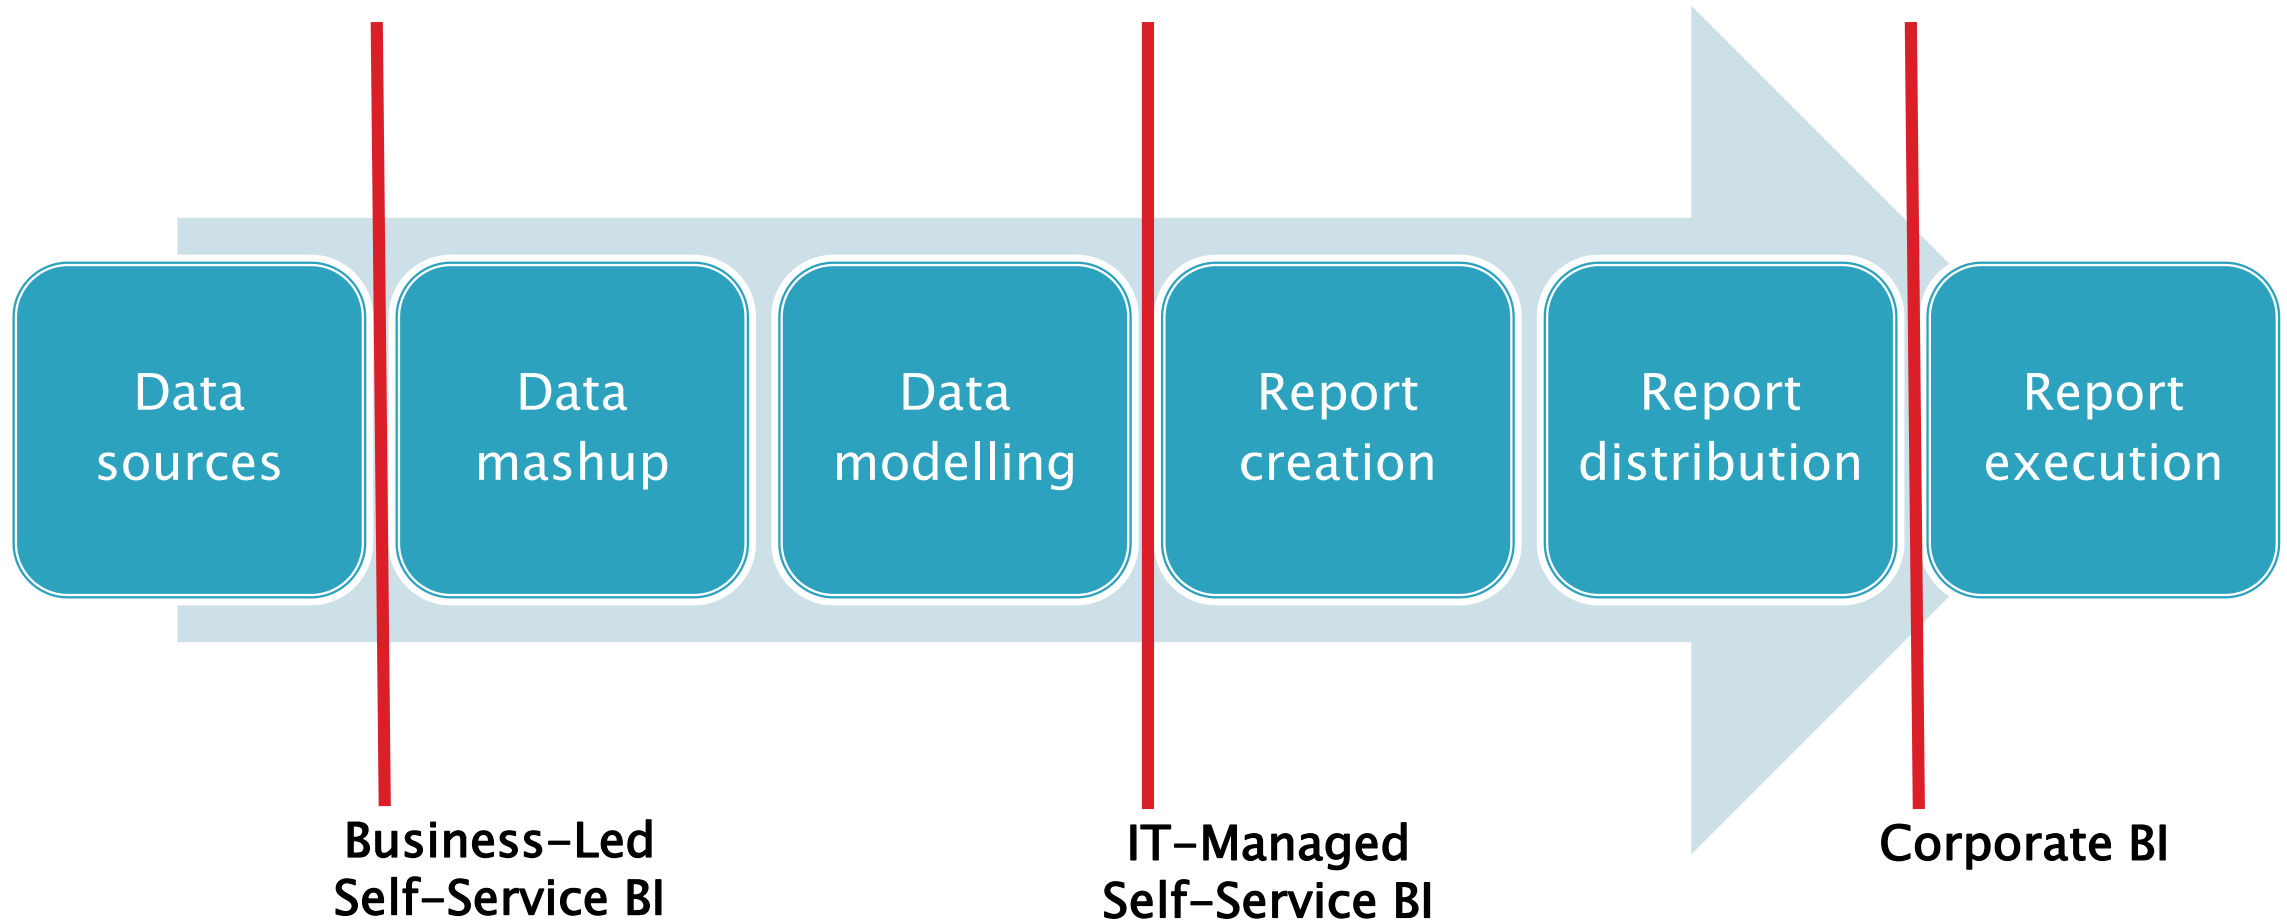 Data
sources
Data
mashup
Data
modelling
Report
creation
Report
distribution
Report
execution
Business-Led
Self-Service BI
IT-Managed
Self-Service BI
Corporate BI